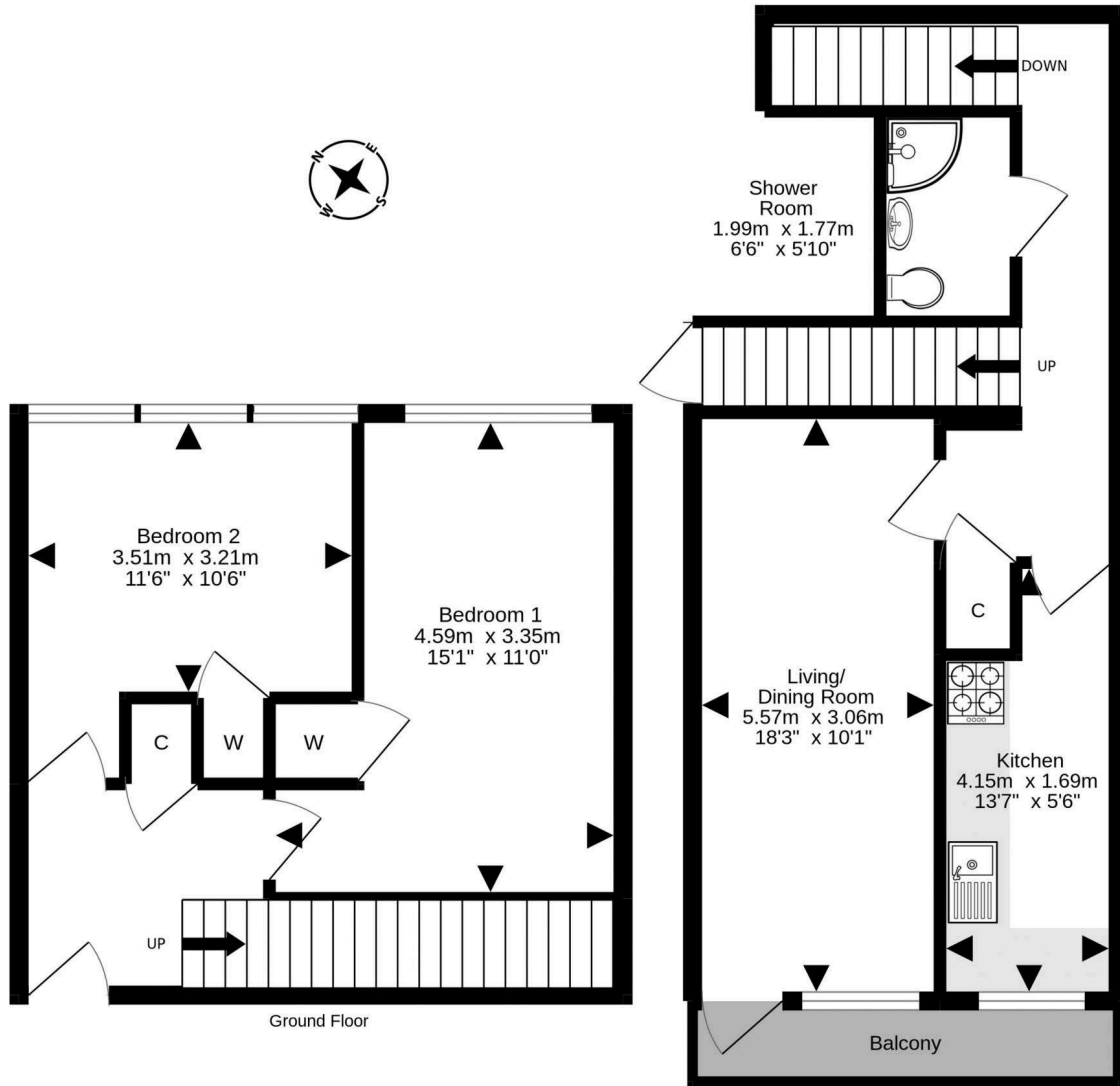 DOWN
N
E
W
S
Shower
Room
1.99m x 1.77m
6'6" x 5'10"
UP
Bedroom 2
3.51m x 3.21m
11'6" x 10'6"
Bedroom 1
4.59m x 3.35m
15'1" x 11'0"
C
Living/
Dining Room
5.57m x 3.06m
18'3" x 10'1"
C
W
W
Kitchen
4.15m x 1.69m
13'7" x 5'6"
UP
Ground Floor
Balcony